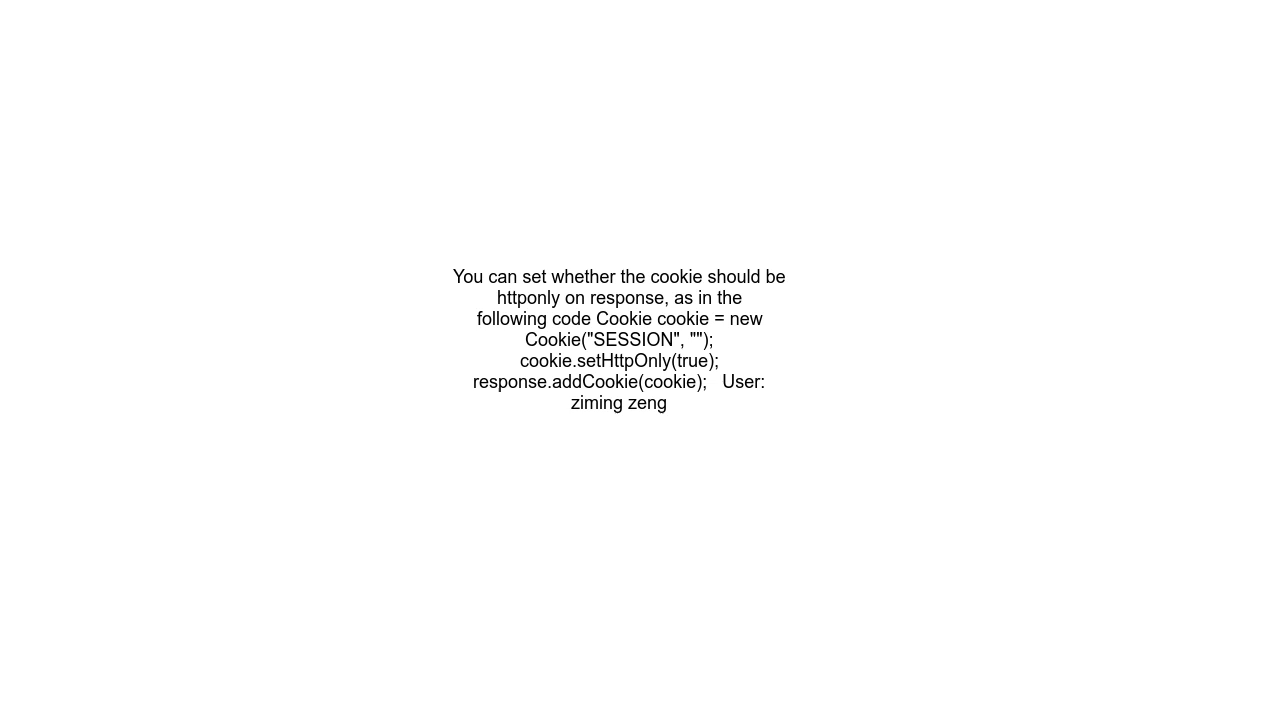 You can set whether the cookie should be
httponly on response, as in the
following code Cookie cookie = new
Cookie("SESSION", "");
cookie.setHttpOnly(true);
response.addCookie(cookie);   User:
ziming zeng